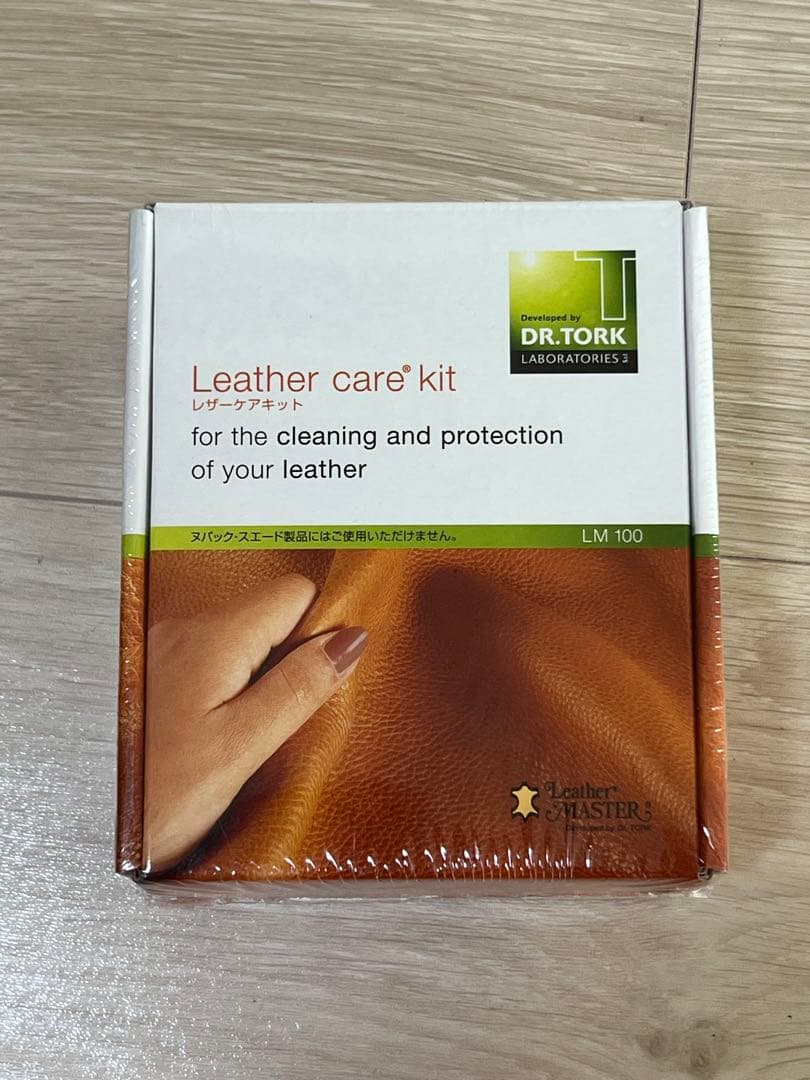 Developed by
DR.TORK
LABORATORIES
Leather care® kit
レザーケアキット
for the cleaning and protection
of your leather
ヌバック・スエード製品にはご使用いただけません。
LM 100
Leather
MASTER
Developed by Dr. TORK